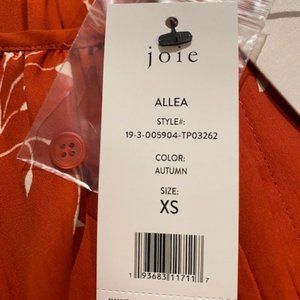 joie
ALLEA
STYLE#:
19-3-005904-TP03262
COLOR:
AUTUMN
SIZE:
XS
1 93683 11711 7